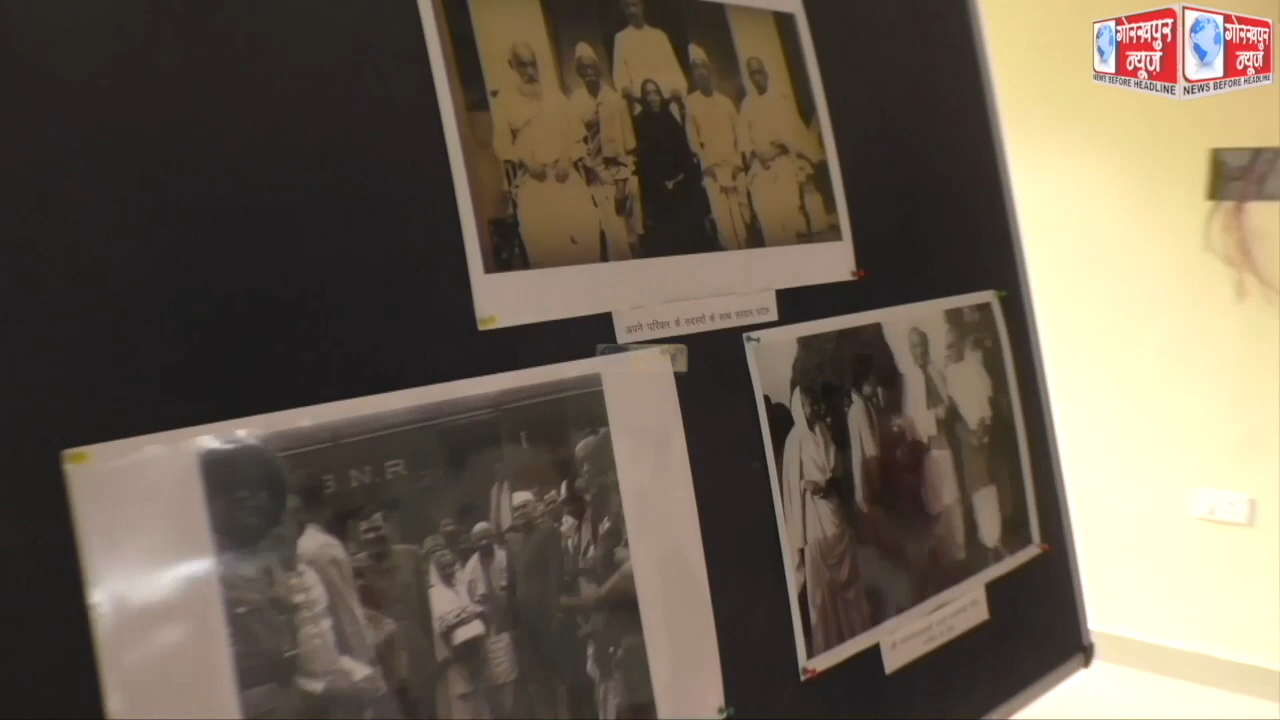 गोरखपुर
न्यूज़
NEWS BEFORE HEADLINE
गोरखपुर
न्यूज़
NEWS BEFORE HEADLINE
अपने परिवार के सदस्यों के साथ सरदार पटेल
B.N.R.